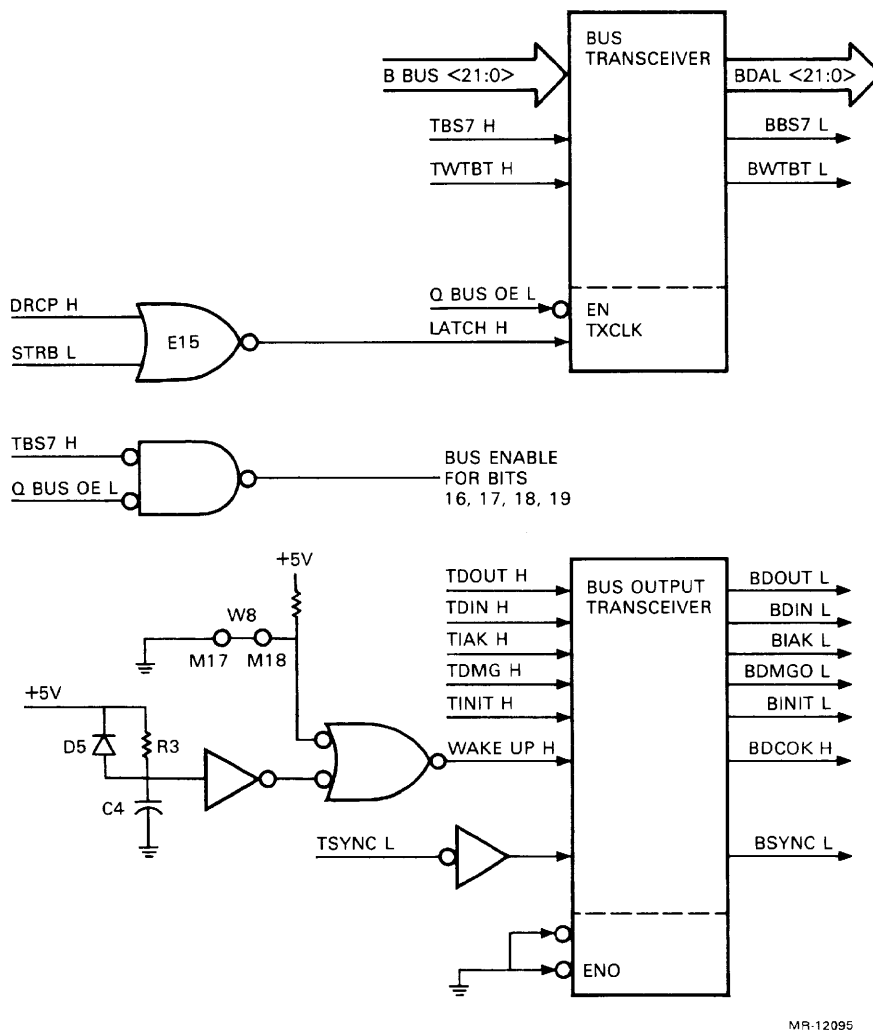 BUS
TRANSCEIVER
B BUS <21:0>
BDAL <21:0>
TBS7 H
BBS7 L
TWTBT H
BWTBT L
DRCP H
Q BUS OE L
EN
E15
LATCH H
TXCLK
STRB L
TBS7 H
BUS ENABLE
FOR BITS
16, 17, 18, 19
Q BUS OE L
+5V
TDOUT H
BUS OUTPUT
TRANSCEIVER
BDOUT L
TDIN H
BDIN L
W8
TIAK H
BIAK L
M17
M18
TDMG H
BDMGO L
+5V
TINIT H
BINIT L
D5
R3
WAKE UP H
BDCOK H
C4
TSYNC L
BSYNC L
ENO
MR-12095